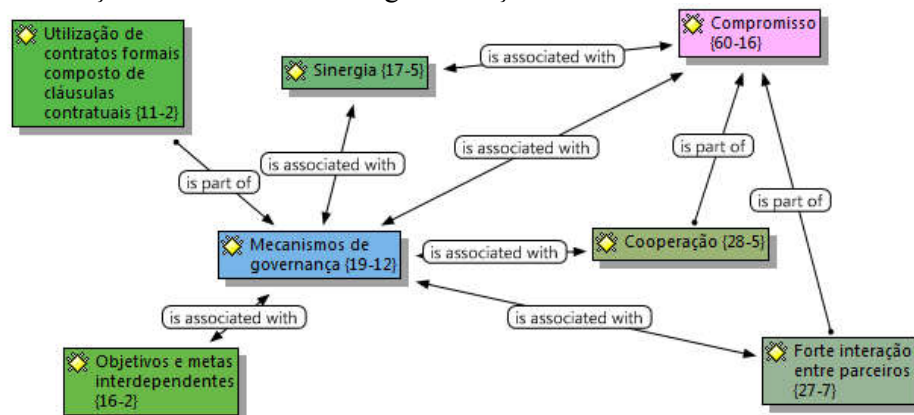 Utilização de
contratos formais
composto de
cláusulas
contratuais {11-2}
Compromisso
{60-16}
is associated with
Sinergia {17-5}
is associated with
is associated with
is part of
is part of
is part of
Mecanismos de
governança {19-12}
is associated with
Cooperação {28-5}
is associated with
is associated with
Objetivos e metas
interdependentes
{16-2}
Forte interação
entre parceiros
{27-7}